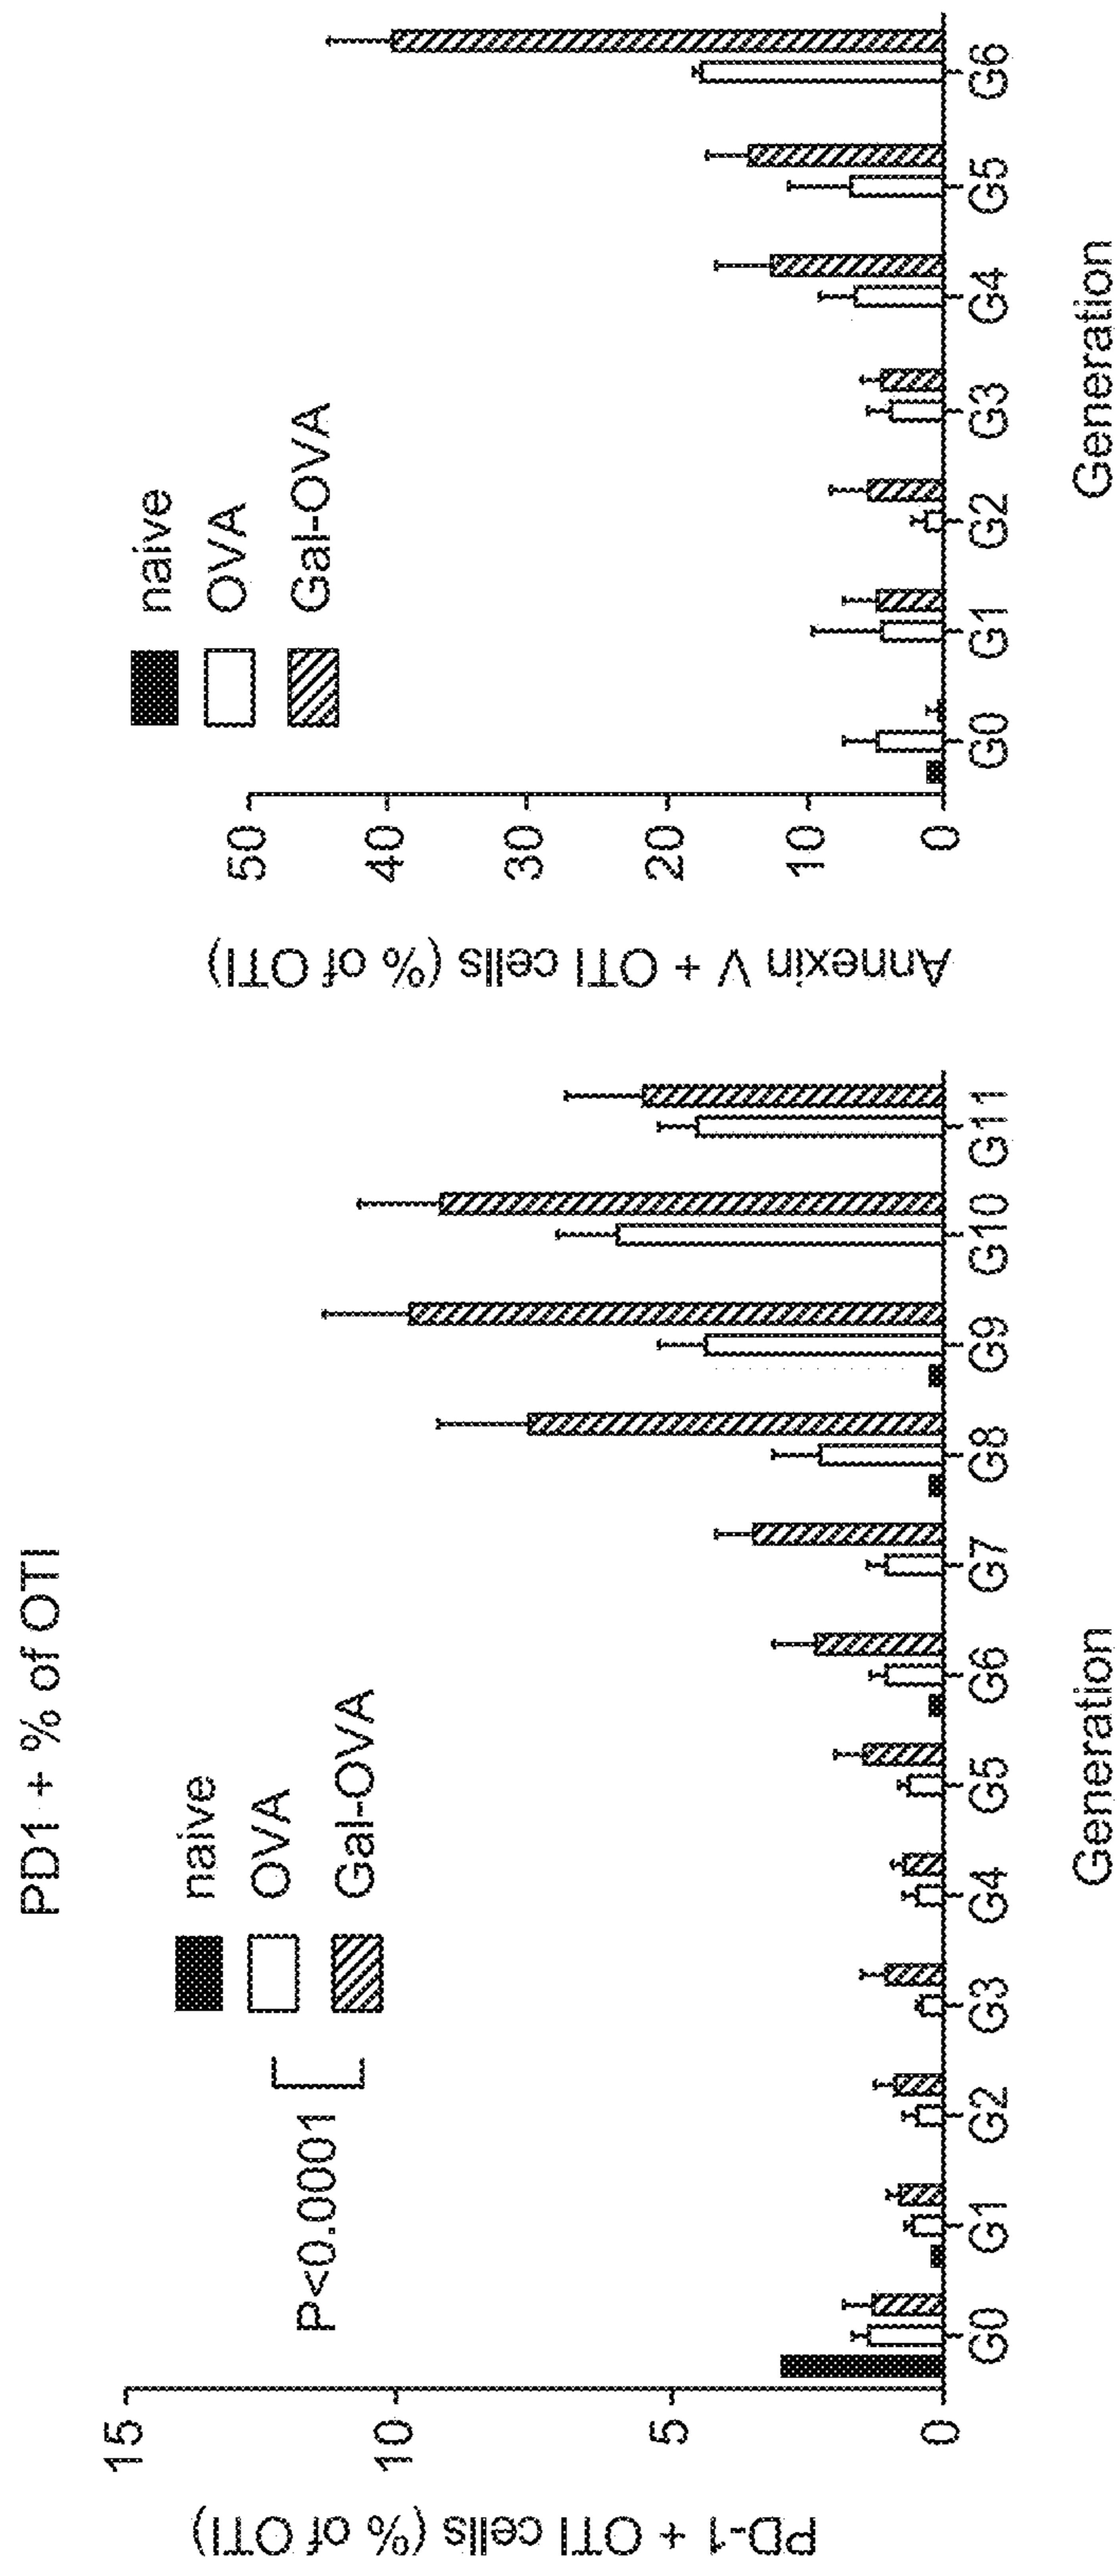 PD1 + % of OTI
PD-1 + OTI cells (% of OTI)
15
10
5
0
P<0.0001
naive
OVA
Gal-OVA
G0 G1 G2 G3 G4 G5 G6 G7 G8 G9 G10 G11
Generation
Annexin V + OTI cells (% of OTI)
50
40
30
20
10
0
naive
OVA
Gal-OVA
G0 G1 G2 G3 G4 G5 G6
Generation